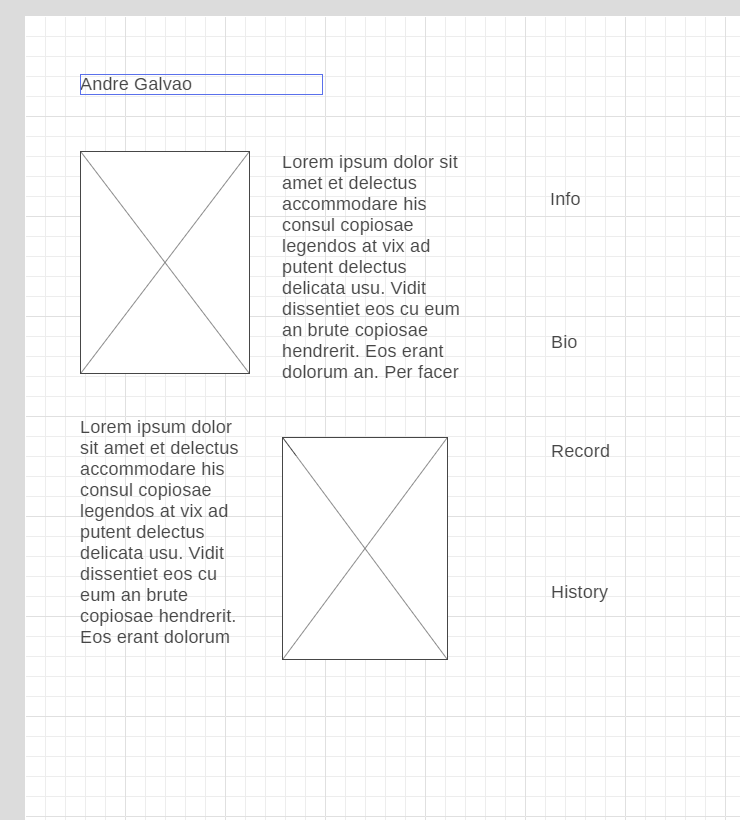 Andre Galvao
Lorem ipsum dolor sit
amet et delectus
accommodare his
consul copiosae
legendos at vix ad
putent delectus
delicata usu. Vidit
dissentiet eos cu eum
an brute copiosae
hendrerit. Eos erant
dolorum an. Per facer
Lorem ipsum dolor
sit amet et delectus
accommodare his
consul copiosae
legendos at vix ad
putent delectus
delicata usu. Vidit
dissentiet eos cu
eum an brute
copiosae hendrerit.
Eos erant dolorum
Info
Bio
Record
History